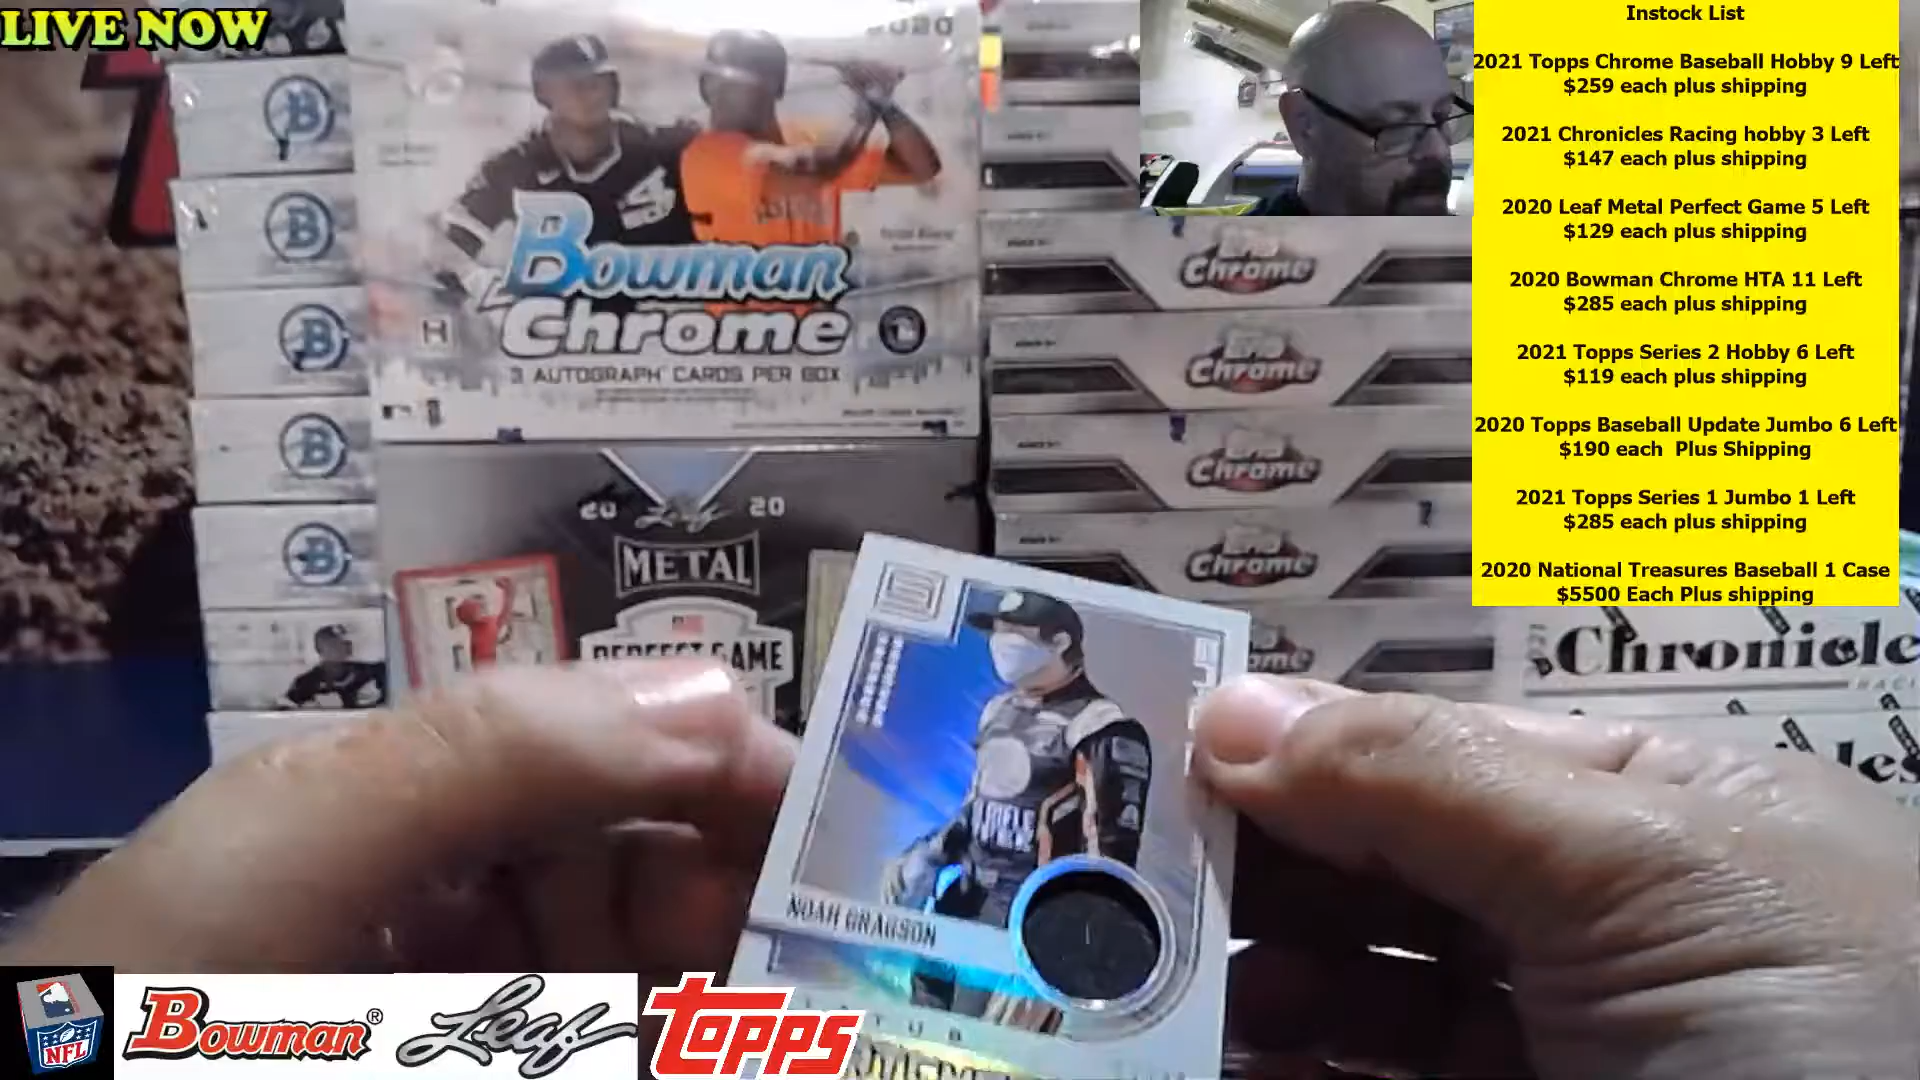 LIVE NOW
Instock List
2021 Topps Chrome Baseball Hobby 9 Left
$259 each plus shipping
2021 Chronicles Racing hobby 3 Left
$147 each plus shipping
2020 Leaf Metal Perfect Game 5 Left
$129 each plus shipping
2020 Bowman Chrome HTA 11 Left
$285 each plus shipping
2021 Topps Series 2 Hobby 6 Left
$119 each plus shipping
2020 Topps Baseball Update Jumbo 6 Left
$190 each Plus Shipping
2021 Topps Series 1 Jumbo 1 Left
$285 each plus shipping
2020 National Treasures Baseball 1 Case
$5500 Each Plus shipping
2020
Bowman
Chrome
H
3 AUTOGRAPH CARDS PER BOX
Chrome
Chrome
Chrome
Chrome
20 Leaf 20
METAL
PERFECT GAME
Chronicle
NOAH GRAGSON
NFL
Bowman®
Leaf
TOPPS